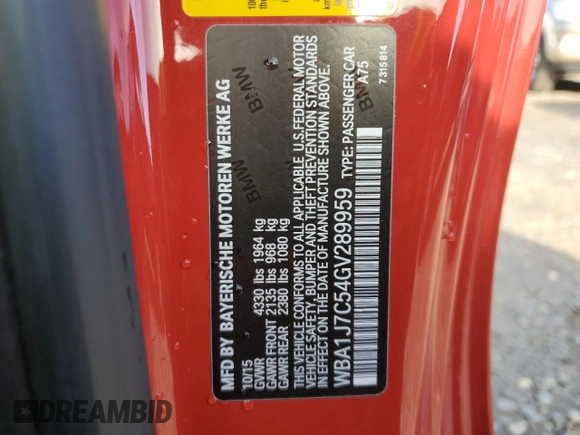 MFD BY BAYERISCHE MOTOREN WERKE AG
10/15
GVWR 4330 lbs 1964 kg
GAWR FRONT 2135 lbs 968 kg
GAWR REAR 2380 lbs 1080 kg
THIS VEHICLE CONFORMS TO ALL APPLICABLE U.S.FEDERAL MOTOR
VEHICLE SAFETY, BUMPER AND THEFT PREVENTION STANDARDS
IN EFFECT ON THE DATE OF MANUFACTURE SHOWN ABOVE.
WBA1J7C54GV289959 TYPE: PASSENGER CAR
A75
7315814
BMW
BMW
BMW
DREAMBID